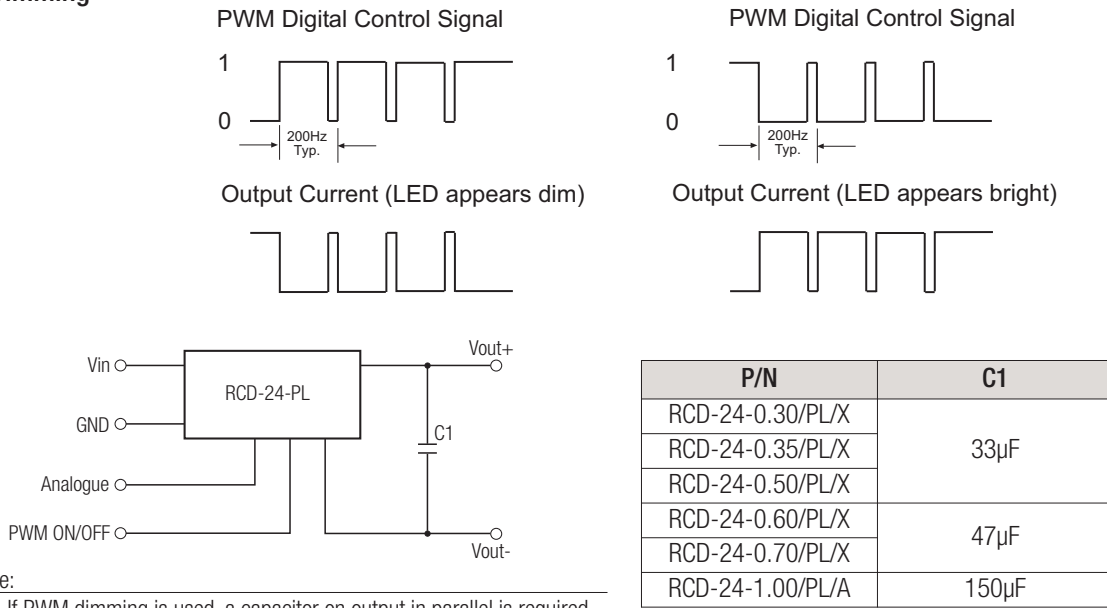 PWM Digital Control Signal
1
0
200Hz
Typ.
Output Current (LED appears dim)
PWM Digital Control Signal
1
0
200Hz
Typ.
Output Current (LED appears bright)
Vin
GND
Analogue
PWM ON/OFF
RCD-24-PL
C1
Vout+
Vout-
If PWM dimming is used, a capacitor on output in parallel is required
P/N C1
RCD-24-0.30/PL/X
RCD-24-0.35/PL/X 33µF
RCD-24-0.50/PL/X
RCD-24-0.60/PL/X
47µF
RCD-24-0.70/PL/X
RCD-24-1.00/PL/A 150µF